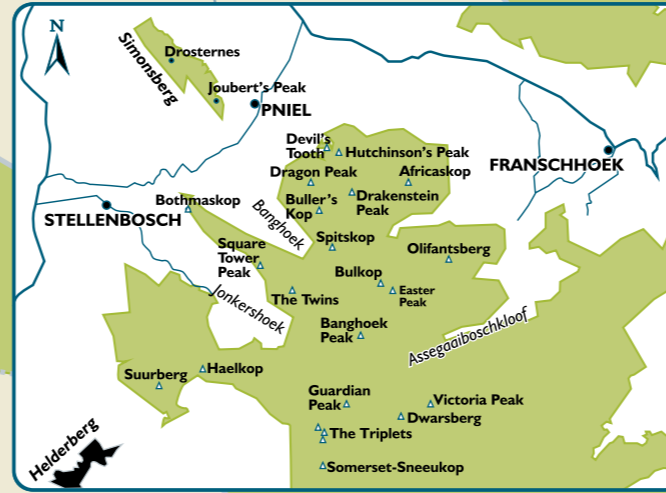 N
Simonsberg
Drosternes
Joubert's Peak
PNIEL
Devil's
Tooth
Hutchinson's Peak
FRANSCHHOEK
Dragon Peak
Africaskop
Drakenstein
Peak
Bothmaskop
STELLENBOSCH
Banghoek
Buller's
Kop
Spitskop
Square
Tower
Peak
Olifantsberg
Bulkop
Easter
Peak
The Twins
Jonkershoek
Banghoek
Peak
Assegaaiboschkloof
Suurberg
Haelkop
Guardian
Peak
Victoria Peak
Dwarsberg
The Triplets
Helderberg
Somerset-Sneeukop